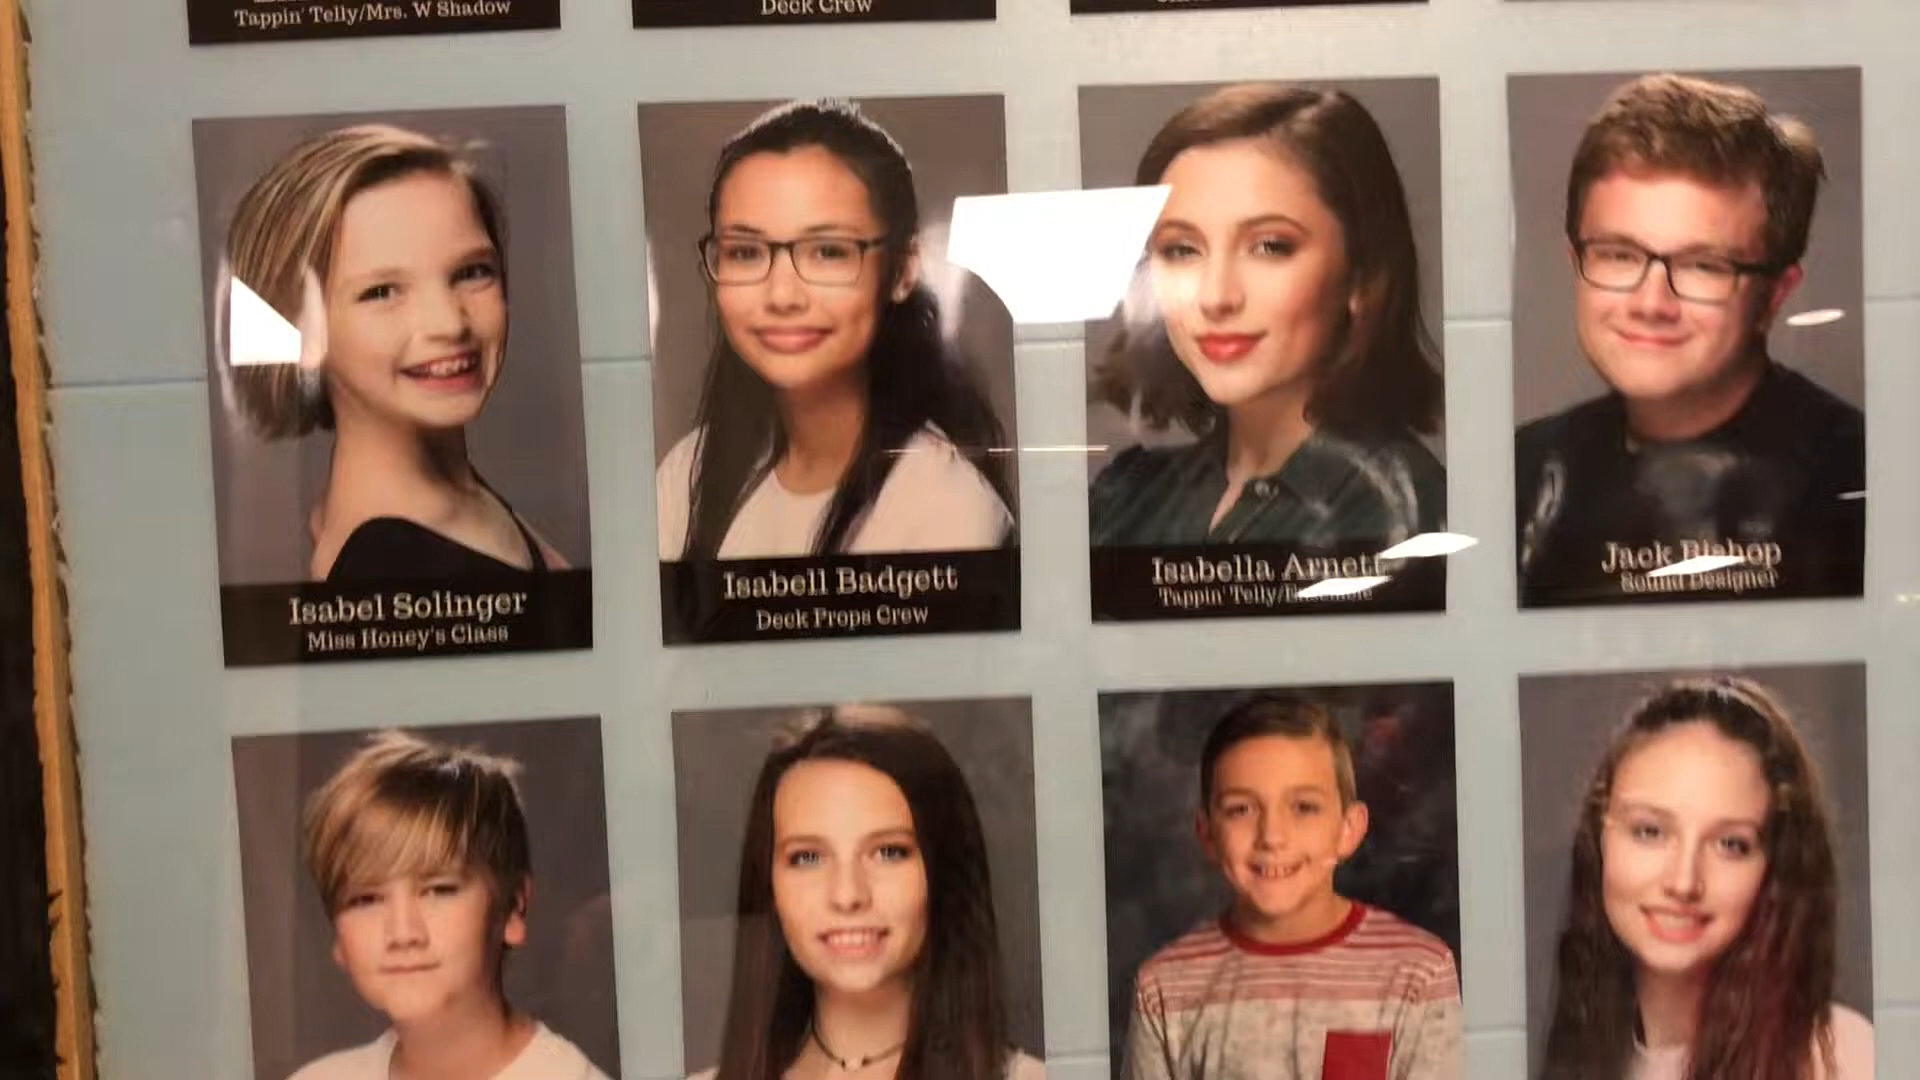 Tappin' Telly/Mrs. W Shadow
Deck Crew
Isabel Solinger
Miss Honey's Class
Isabell Badgett
Deck Props Crew
Isabella Arnett
Tappin' Telly/Ensemble
Jack Bishop
Sound Designer